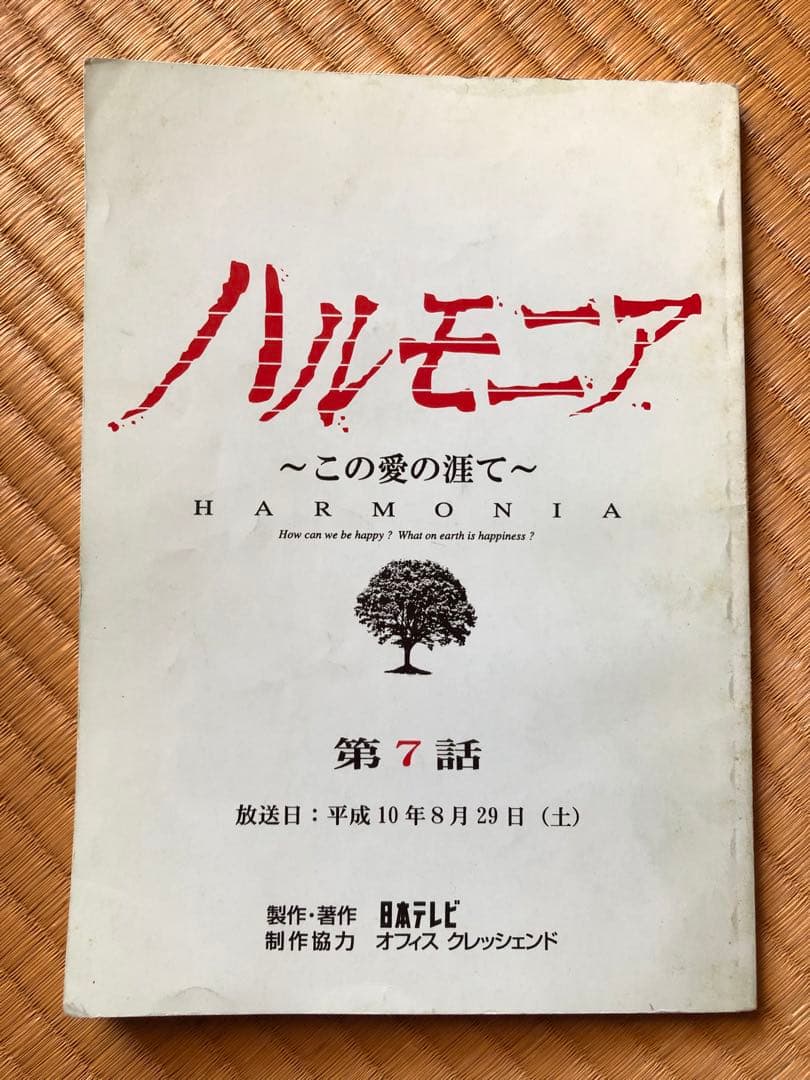 ハルモニア
～この愛の涯て～
HARMONIA
How can we be happy ? What on earth is happiness ?
第7話
放送日：平成10年8月29日（土）
製作・著作 日本テレビ
制作協力 オフィス クレッシェンド